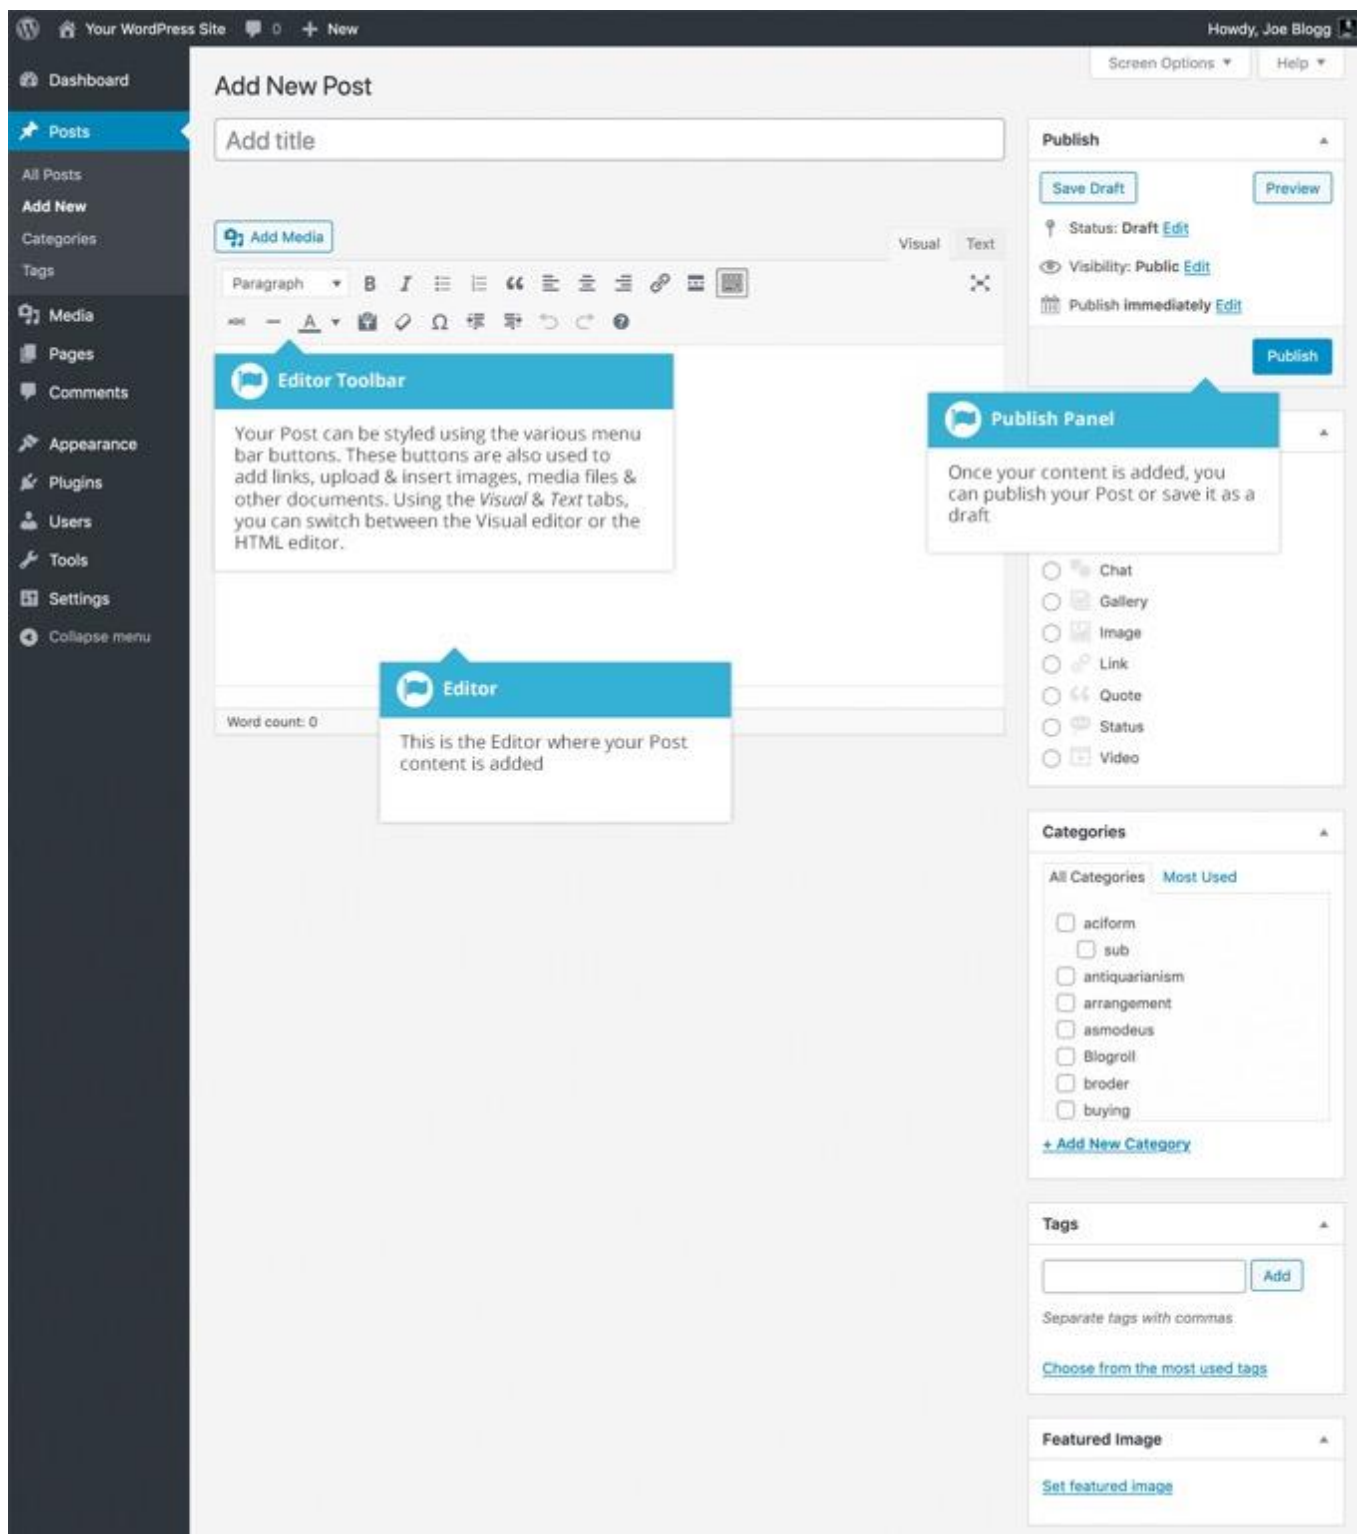 Your WordPress Site 0 + New
Howdy, Joe Blogg
Dashboard
Posts
All Posts
Add New
Categories
Tags
Media
Pages
Comments
Appearance
Plugins
Users
Tools
Settings
Collapse menu
Screen Options
Help
Add New Post
Add title
Add Media
Visual
Text
Paragraph
Editor Toolbar
Your Post can be styled using the various menu
bar buttons. These buttons are also used to
add links, upload & insert images, media files &
other documents. Using the Visual & Text tabs,
you can switch between the Visual editor or the
HTML editor.
Editor
This is the Editor where your Post
content is added
Word count: 0
Publish
Save Draft
Preview
Status: Draft Edit
Visibility: Public Edit
Publish immediately Edit
Publish
Publish Panel
Once your content is added, you
can publish your Post or save it as a
draft
Chat
Gallery
Image
Link
Quote
Status
Video
Categories
All Categories
Most Used
aciform
sub
antiquarianism
arrangement
asmodeus
Blogroll
broder
buying
+ Add New Category
Tags
Add
Separate tags with commas
Choose from the most used tags
Featured Image
Set featured image